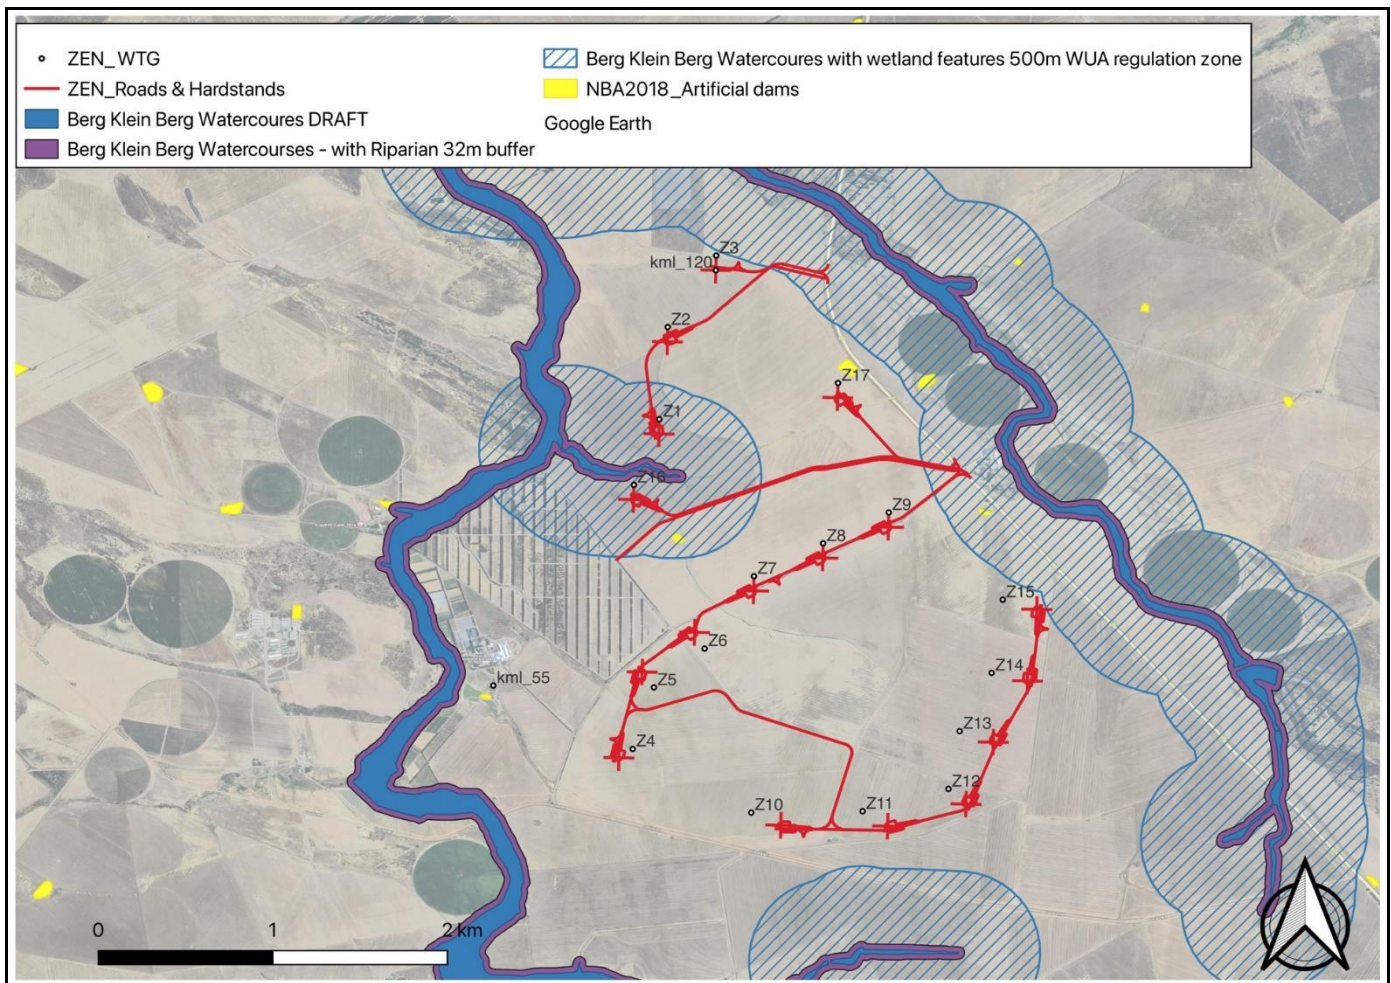 ZEN_WTG
ZEN_Roads & Hardstands
Berg Klein Berg Watercoures DRAFT
Berg Klein Berg Watercourses - with Riparian 32m buffer
Berg Klein Berg Watercoures with wetland features 500m WUA regulation zone
NBA2018_Artificial dams
Google Earth
Z3
kml_120
Z2
Z17
Z1
Z16
Z9
Z8
Z7
Z15
Z6
Z14
kml_55
Z5
Z13
Z4
Z12
Z10
Z11
0
1
2 km